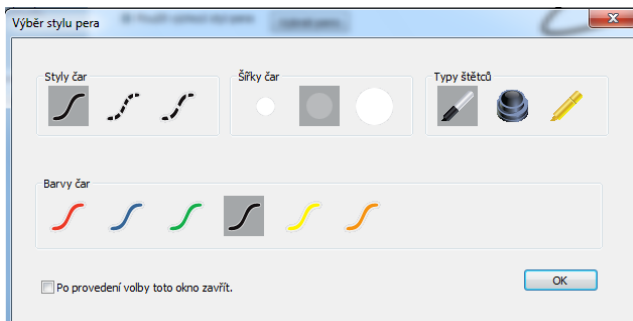 Výběr stylu pera
Styly čar
Šířky čar
Typy štětců
Barvy čar
Po provedení volby toto okno zavřít.
OK